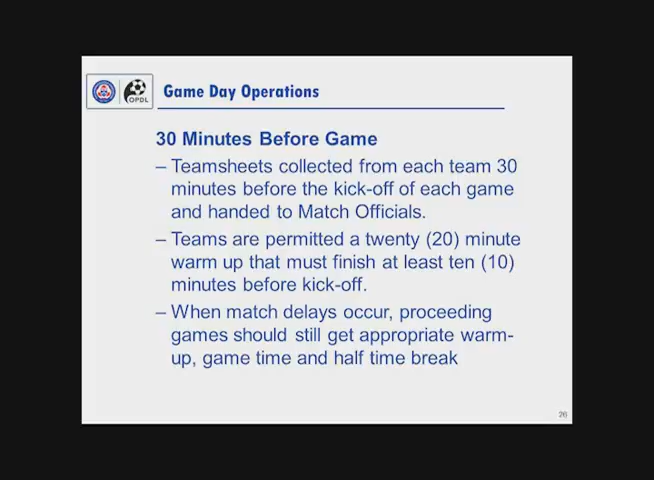 OPDL
Game Day Operations
30 Minutes Before Game
– Teamsheets collected from each team 30
minutes before the kick-off of each game
and handed to Match Officials.
– Teams are permitted a twenty (20) minute
warm up that must finish at least ten (10)
minutes before kick-off.
– When match delays occur, proceeding
games should still get appropriate warm-
up, game time and half time break
26